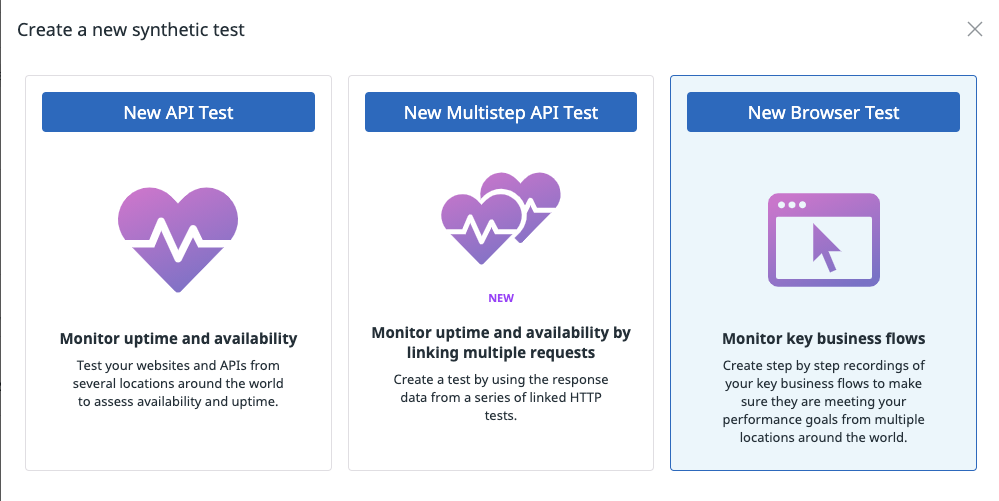 Create a new synthetic test
New API Test
Monitor uptime and availability
Test your websites and APIs from
several locations around the world
to assess availability and uptime.
New Multistep API Test
NEW
Monitor uptime and availability by
linking multiple requests
Create a test by using the response
data from a series of linked HTTP
tests.
New Browser Test
Monitor key business flows
Create step by step recordings of
your key business flows to make
sure they are meeting your
performance goals from multiple
locations around the world.